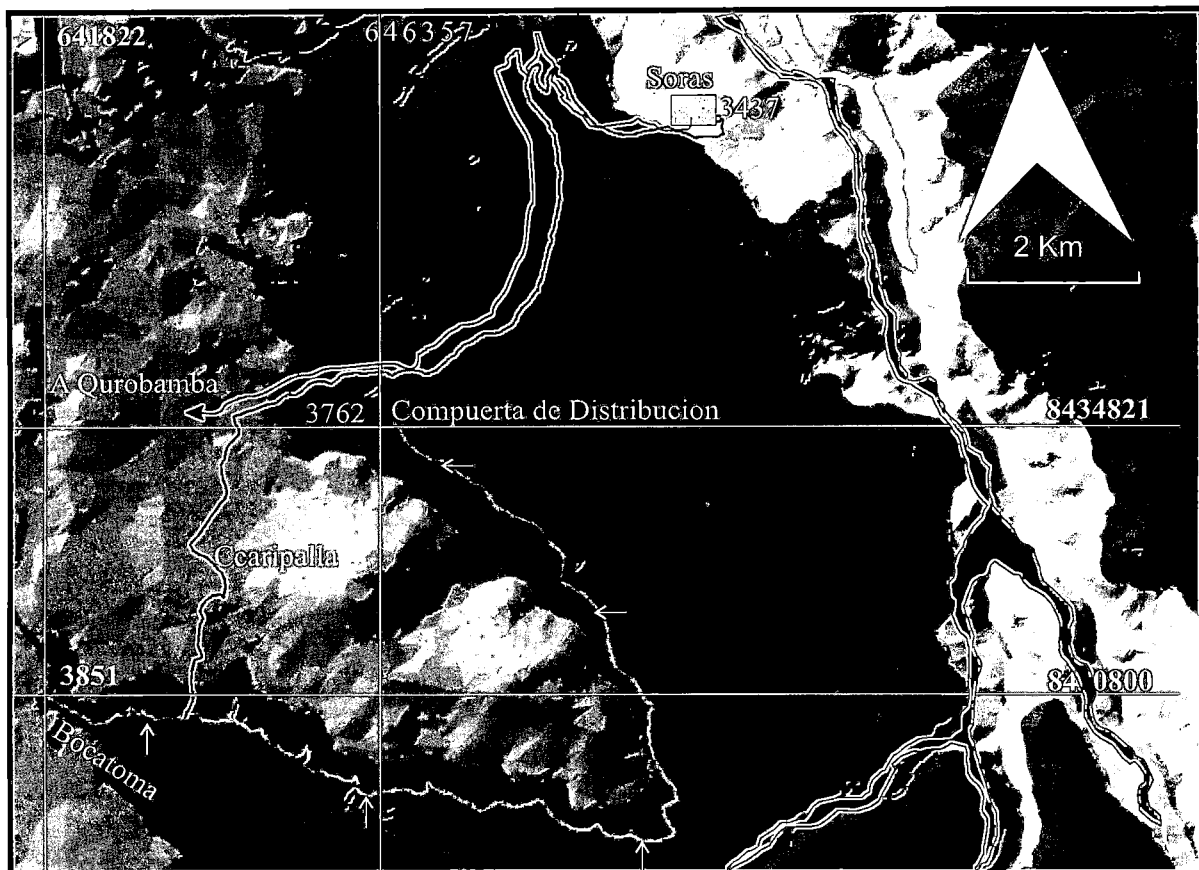 641822
646357
Soras
3437
2 Km
A Qurobamba
3762
Compuerta de Distribucion
8434821
Ccaripalla
3851
Bocatoma